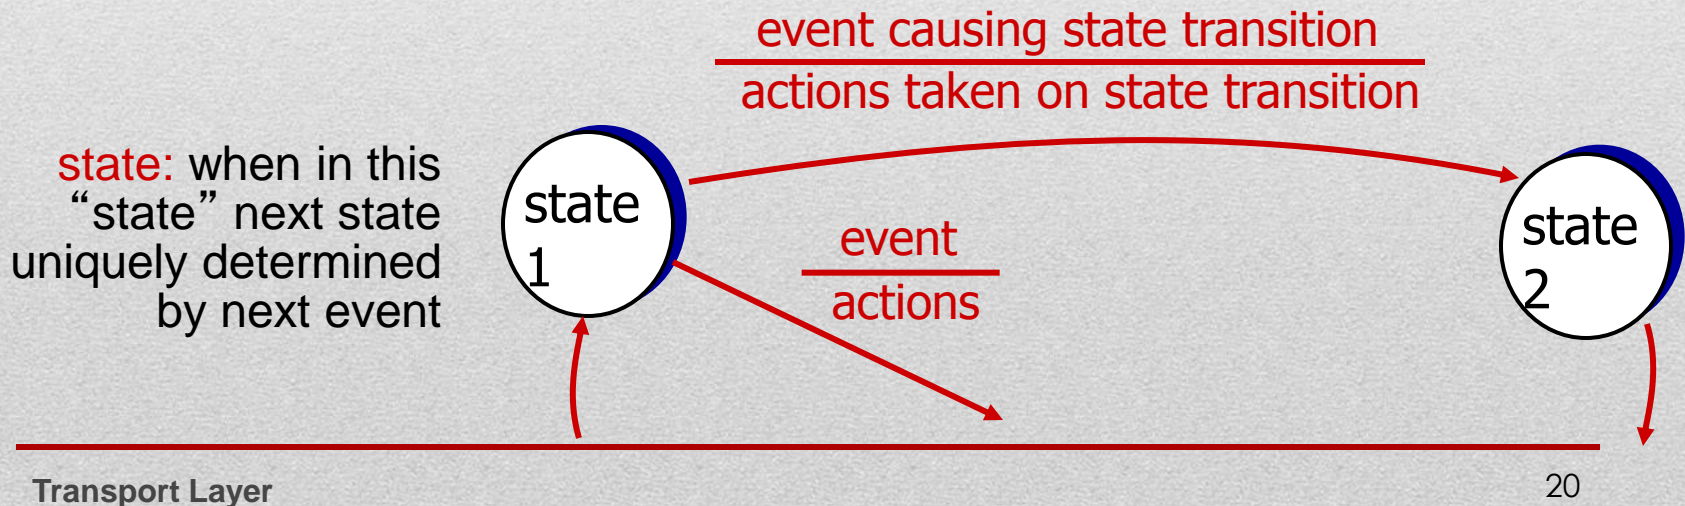 event causing state transition
actions taken on state transition
state: when in this
“state” next state
uniquely determined
by next event
state
1
event
actions
state
2
Transport Layer
20